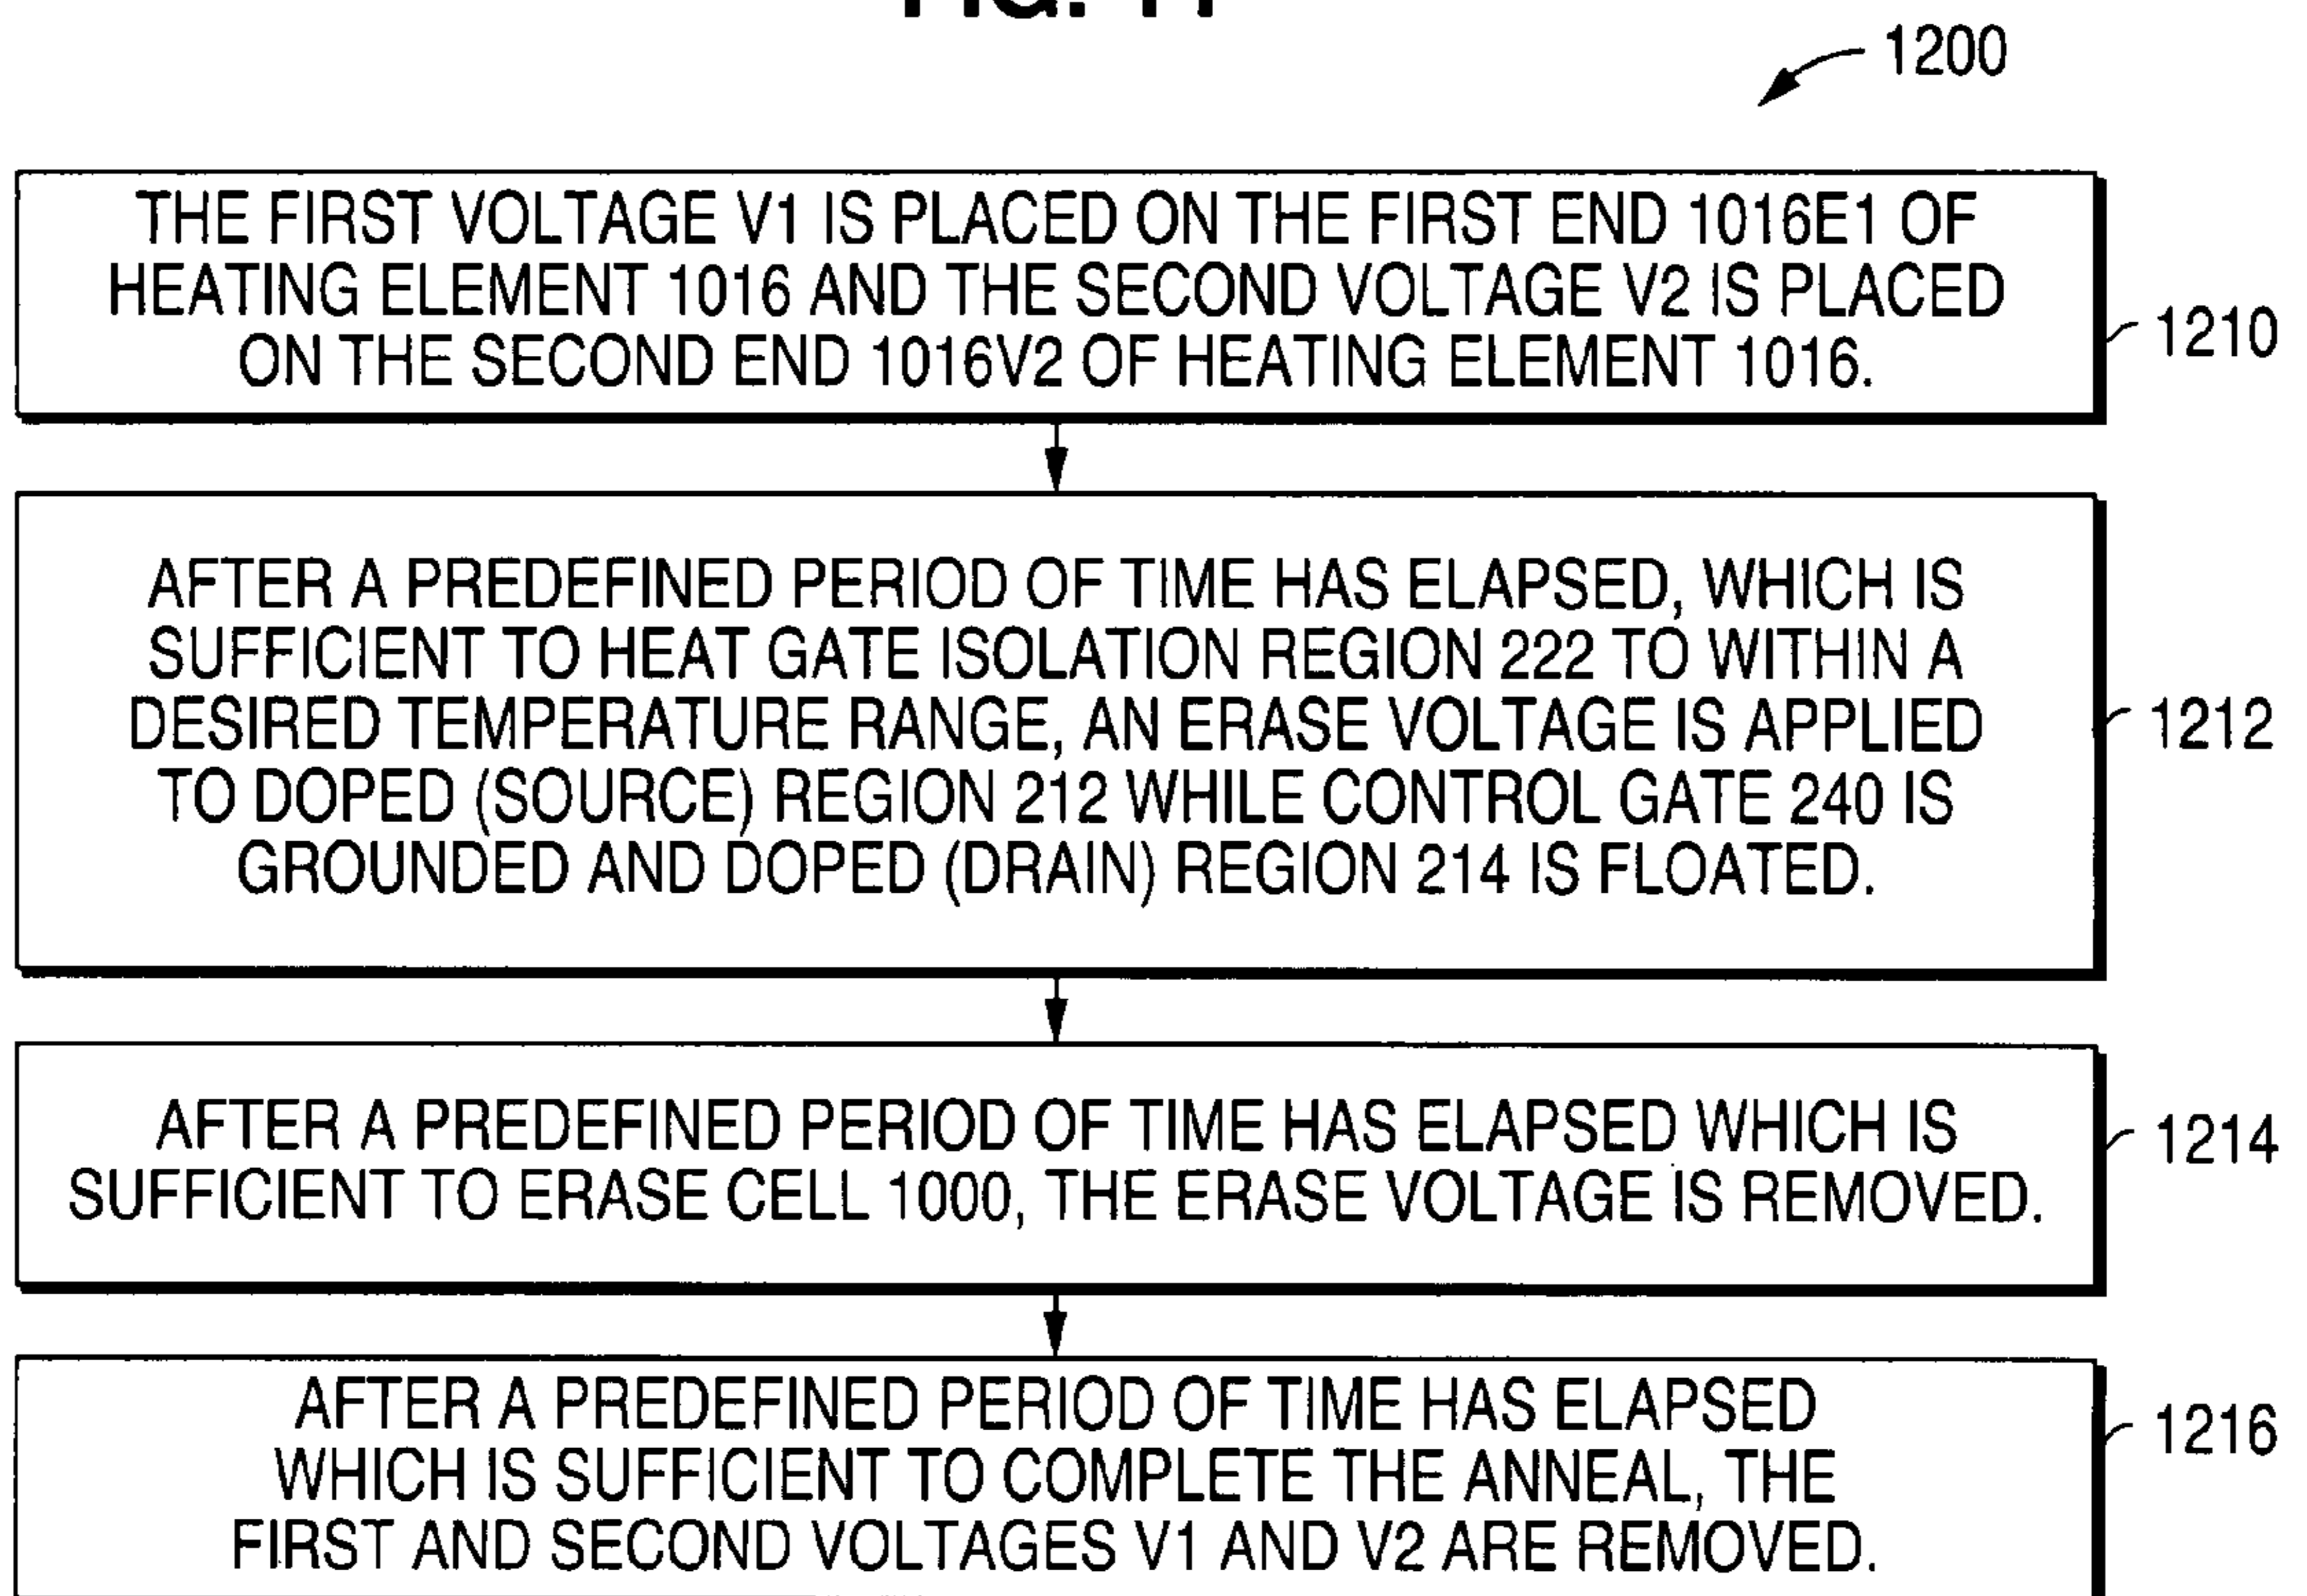 1200
THE FIRST VOLTAGE V1 IS PLACED ON THE FIRST END 1016E1 OF
HEATING ELEMENT 1016 AND THE SECOND VOLTAGE V2 IS PLACED
ON THE SECOND END 1016V2 OF HEATING ELEMENT 1016.
1210
AFTER A PREDEFINED PERIOD OF TIME HAS ELAPSED, WHICH IS
SUFFICIENT TO HEAT GATE ISOLATION REGION 222 TO WITHIN A
DESIRED TEMPERATURE RANGE, AN ERASE VOLTAGE IS APPLIED
TO DOPED (SOURCE) REGION 212 WHILE CONTROL GATE 240 IS
GROUNDED AND DOPED (DRAIN) REGION 214 IS FLOATED.
1212
AFTER A PREDEFINED PERIOD OF TIME HAS ELAPSED WHICH IS
SUFFICIENT TO ERASE CELL 1000, THE ERASE VOLTAGE IS REMOVED.
1214
AFTER A PREDEFINED PERIOD OF TIME HAS ELAPSED
WHICH IS SUFFICIENT TO COMPLETE THE ANNEAL, THE
FIRST AND SECOND VOLTAGES V1 AND V2 ARE REMOVED.
1216